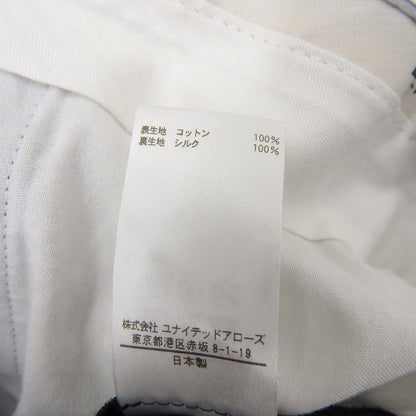 表生地 コットン 100%
裏生地 シルク 100%
株式会社 ユナイテッドアローズ
東京都港区赤坂 8-1-19
日本製